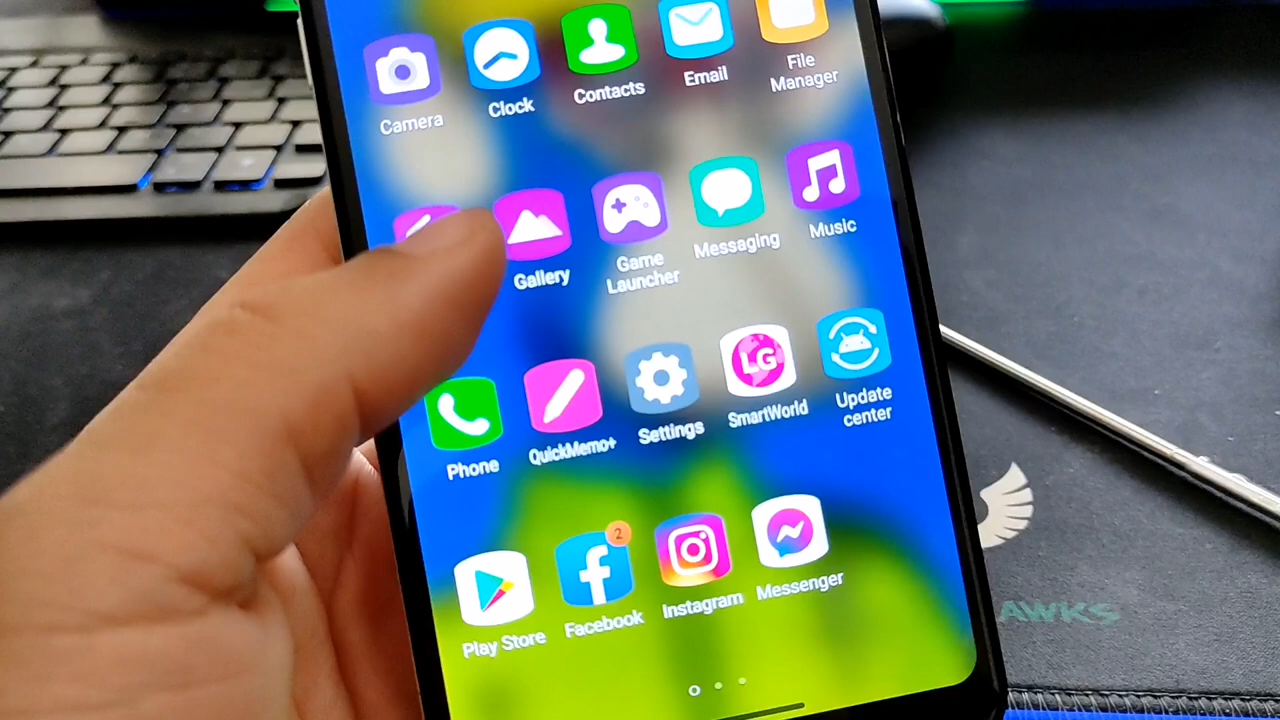 Camera
Clock
Contacts
Email
File
Manager
Gallery
Game
Launcher
Messaging
Music
Phone
QuickMemo+
Settings
LG
SmartWorld
Update
center
Play Store
2
Facebook
Instagram
Messenger
AWKS